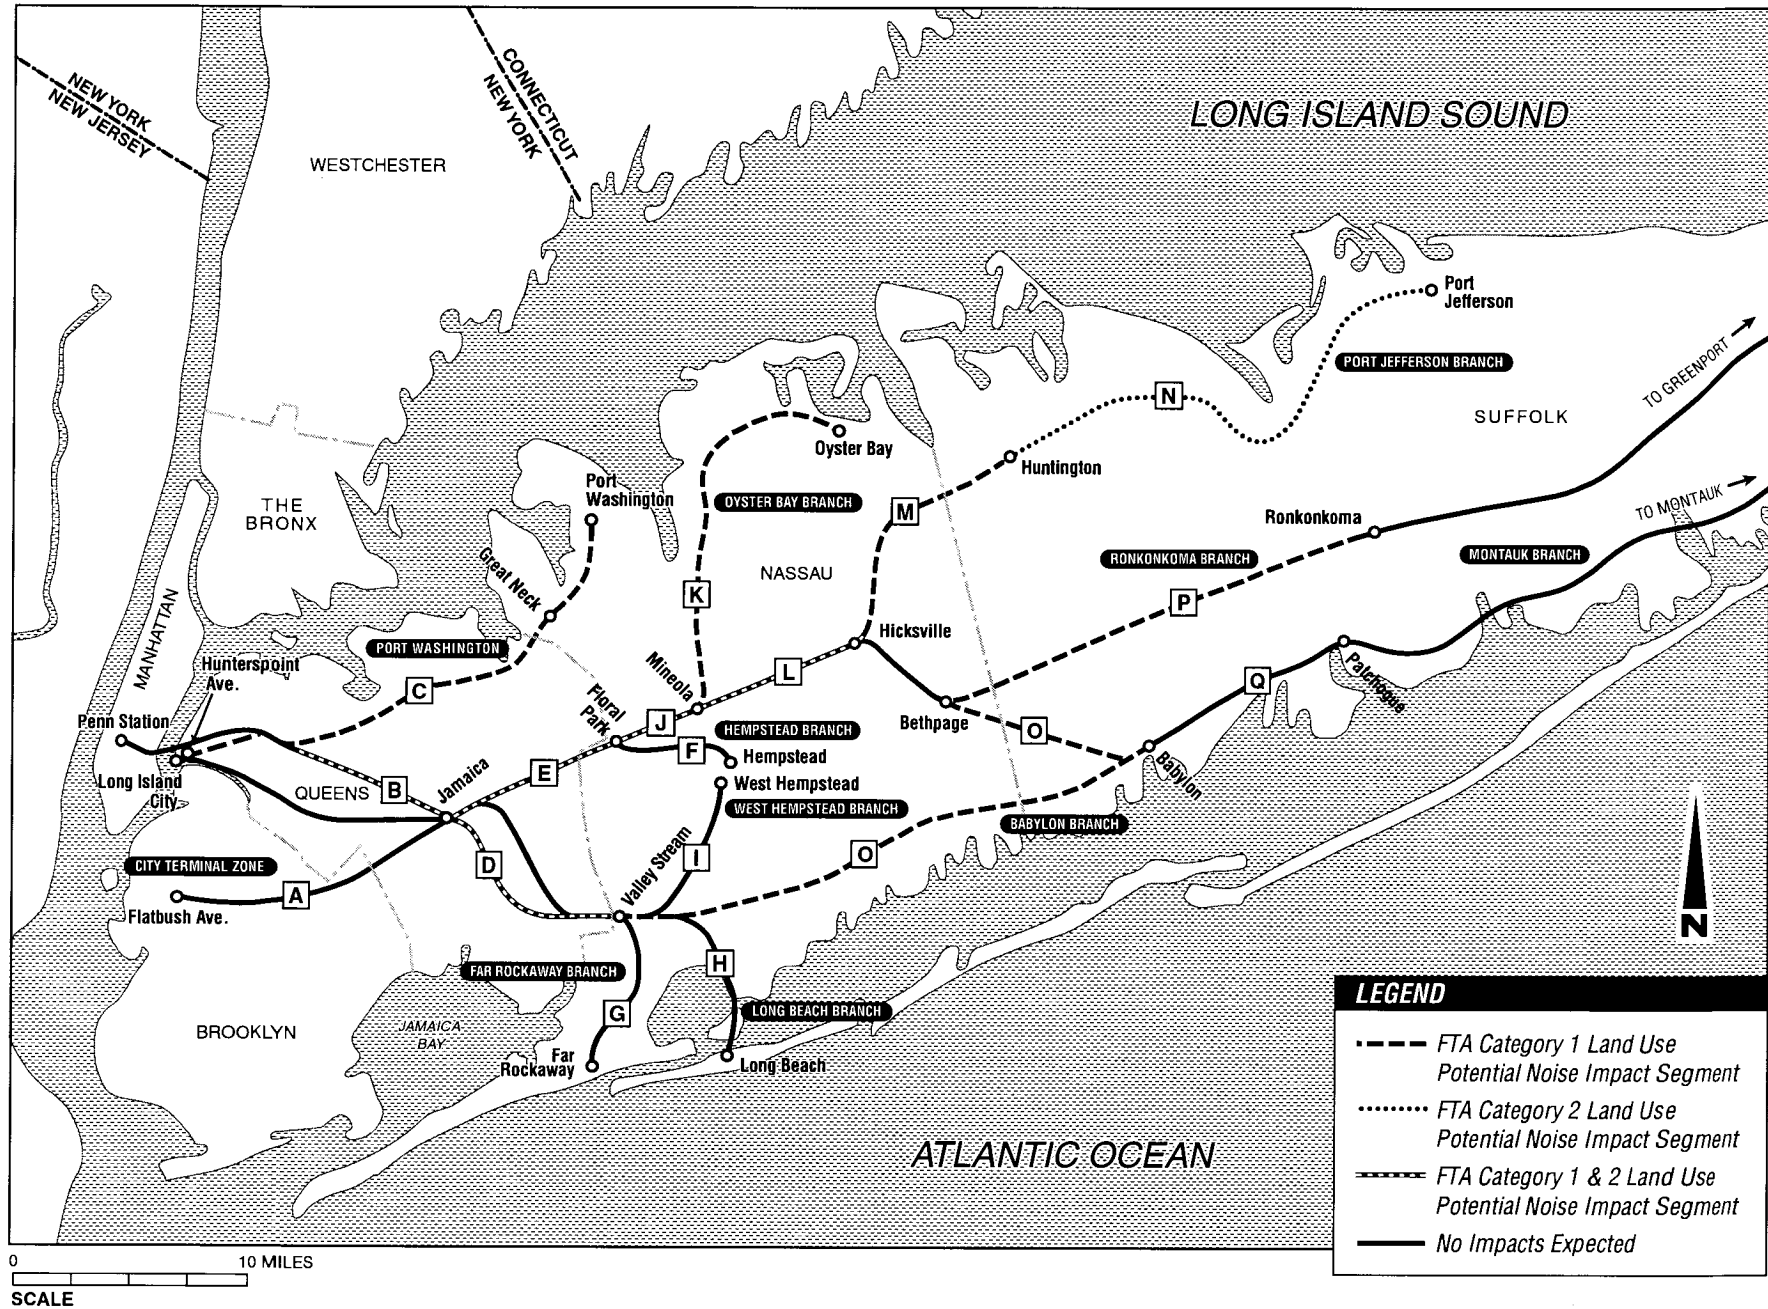 NEW YORK
NEW JERSEY
CONNECTICUT
NEW YORK
WESTCHESTER
LONG ISLAND SOUND
Port
Jefferson
PORT JEFFERSON BRANCH
TO GREENPORT
SUFFOLK
N
Oyster Bay
Huntington
Port
Washington
OYSTER BAY BRANCH
M
THE
BRONX
Ronkonkoma
TO MONTAUK
RONKONKOMA BRANCH
MONTAUK BRANCH
Great Neck
NASSAU
K
P
MANHATTAN
PORT WASHINGTON
Hunterspoint
Ave.
Hicksville
Mineola
L
C
Q
Patchogue
Floral
Park
Penn Station
J
HEMPSTEAD BRANCH
Bethpage
O
F
Hempstead
Babylon
Long Island
City
QUEENS
B
Jamaica
E
West Hempstead
WEST HEMPSTEAD BRANCH
BABYLON BRANCH
CITY TERMINAL ZONE
D
Valley Stream
I
O
A
Flatbush Ave.
FAR ROCKAWAY BRANCH
H
G
LONG BEACH BRANCH
BROOKLYN
JAMAICA
BAY
Far
Rockaway
Long Beach
ATLANTIC OCEAN
N
LEGEND
FTA Category 1 Land Use
Potential Noise Impact Segment
FTA Category 2 Land Use
Potential Noise Impact Segment
FTA Category 1 & 2 Land Use
Potential Noise Impact Segment
No Impacts Expected
0 10 MILES
SCALE